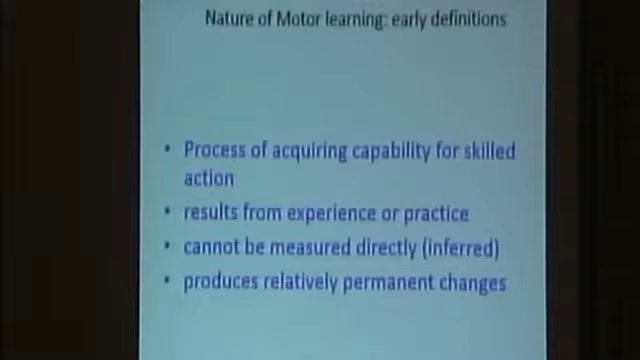 Nature of Motor learning: early definitions
• Process of acquiring capability for skilled
action
• results from experience or practice
• cannot be measured directly (inferred)
• produces relatively permanent changes